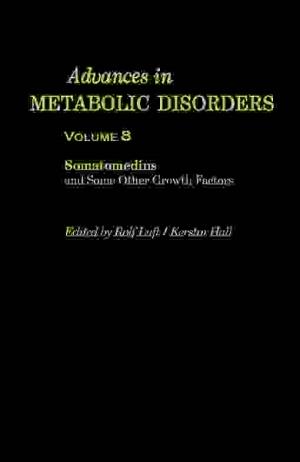 Advances in
METABOLIC DISORDERS
VOLUME 8
Somatomedins
and Some Other Growth Factors
Edited by Rolf Luft / Kerstin Hall